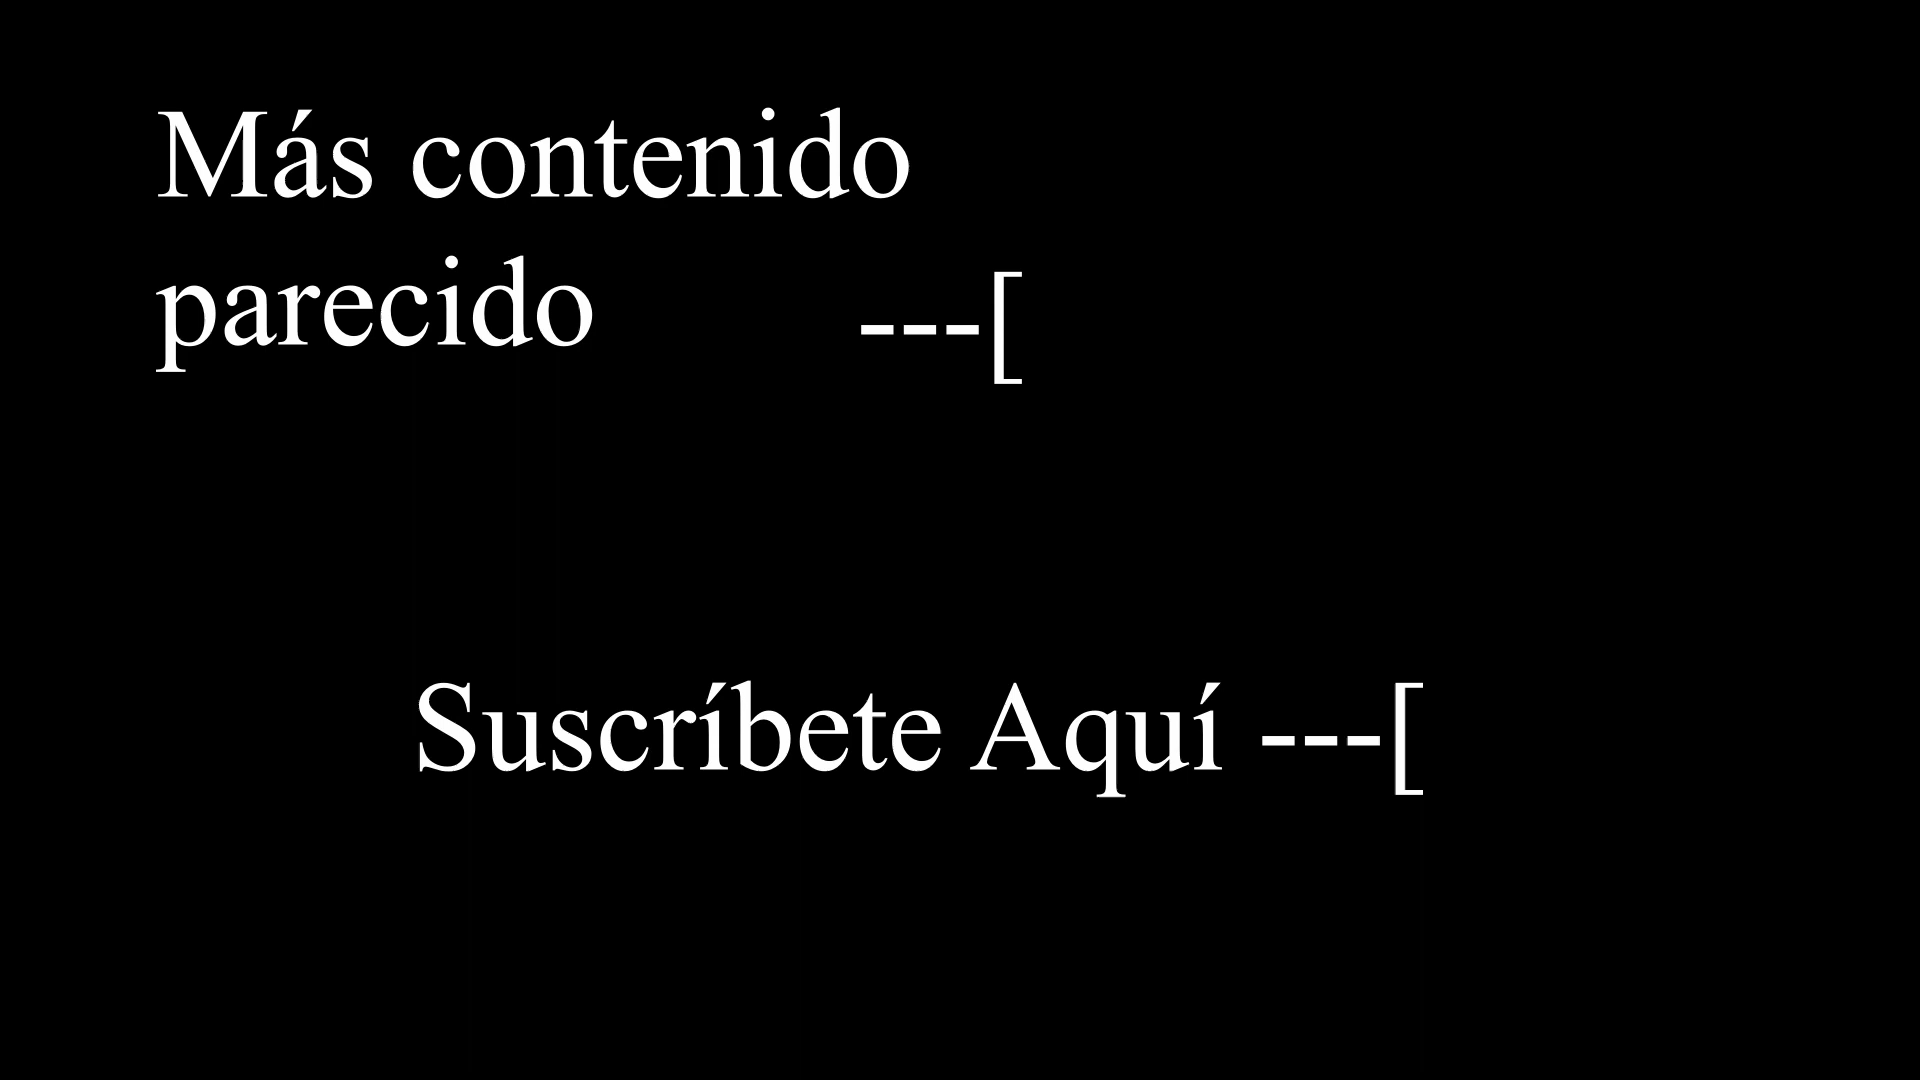 Más contenido
parecido ---[
Suscríbete Aquí ---[